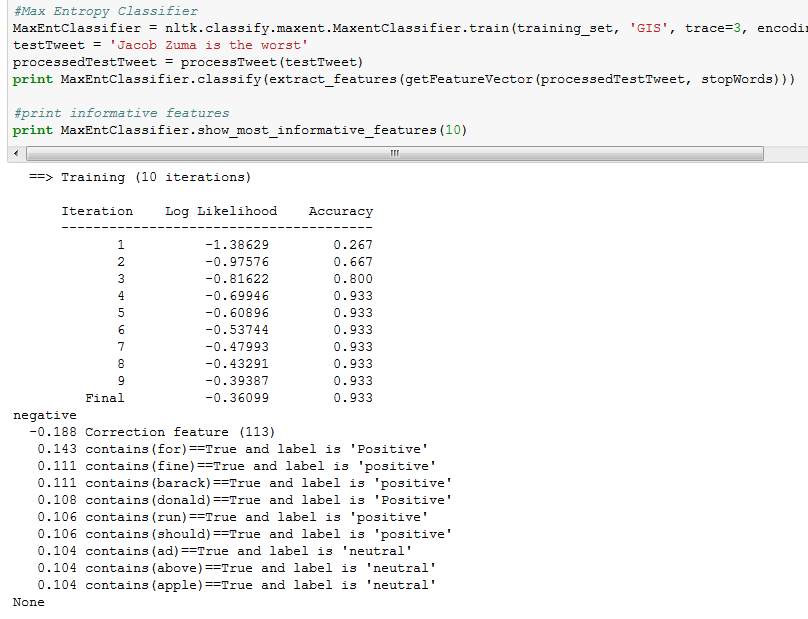 #Max Entropy Classifier
MaxEntClassifier = nltk.classify.maxent.MaxentClassifier.train(training_set, 'GIS', trace=3, encodin
testTweet = 'Jacob Zuma is the worst'
processedTestTweet = processTweet(testTweet)
print MaxEntClassifier.classify(extract_features(getFeatureVector(processedTestTweet, stopWords)))
#print informative features
print MaxEntClassifier.show_most_informative_features(10)
==> Training (10 iterations)
Iteration    Log Likelihood    Accuracy
---------------------------------------
1          -1.38629        0.267
2          -0.97576        0.667
3          -0.81622        0.800
4          -0.69946        0.933
5          -0.60896        0.933
6          -0.53744        0.933
7          -0.47993        0.933
8          -0.43291        0.933
9          -0.39387        0.933
Final          -0.36099        0.933
negative
-0.188 Correction feature (113)
0.143 contains(for)==True and label is 'Positive'
0.111 contains(fine)==True and label is 'positive'
0.111 contains(barack)==True and label is 'positive'
0.108 contains(donald)==True and label is 'Positive'
0.106 contains(run)==True and label is 'positive'
0.106 contains(should)==True and label is 'positive'
0.104 contains(ad)==True and label is 'neutral'
0.104 contains(above)==True and label is 'neutral'
0.104 contains(apple)==True and label is 'neutral'
None